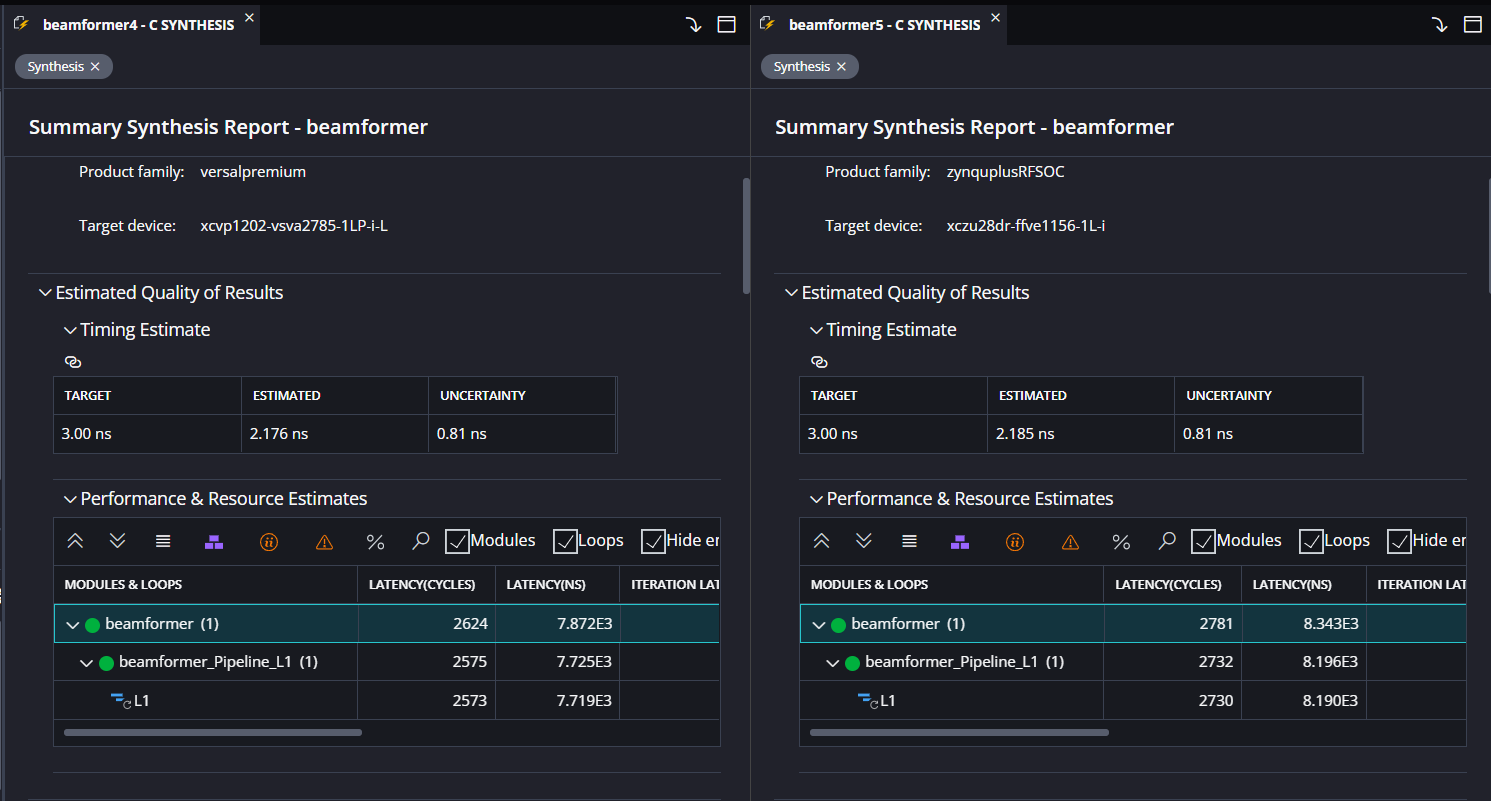 beamformer4 - C SYNTHESIS
Synthesis
Summary Synthesis Report - beamformer
Product family: versalpremium
Target device: xcvp1202-vsva2785-1LP-i-L
Estimated Quality of Results
Timing Estimate
TARGET ESTIMATED UNCERTAINTY
3.00 ns 2.176 ns 0.81 ns
Performance & Resource Estimates
% Modules Loops Hide er
MODULES & LOOPS LATENCY(CYCLES) LATENCY(NS) ITERATION LAT
beamformer (1) 2624 7.872E3
beamformer_Pipeline_L1 (1) 2575 7.725E3
L1 2573 7.719E3
beamformer5 - C SYNTHESIS
Synthesis
Summary Synthesis Report - beamformer
Product family: zynquplusRFSOC
Target device: xczu28dr-ffve1156-1L-i
Estimated Quality of Results
Timing Estimate
TARGET ESTIMATED UNCERTAINTY
3.00 ns 2.185 ns 0.81 ns
Performance & Resource Estimates
% Modules Loops Hide er
MODULES & LOOPS LATENCY(CYCLES) LATENCY(NS) ITERATION LAT
beamformer (1) 2781 8.343E3
beamformer_Pipeline_L1 (1) 2732 8.196E3
L1 2730 8.190E3